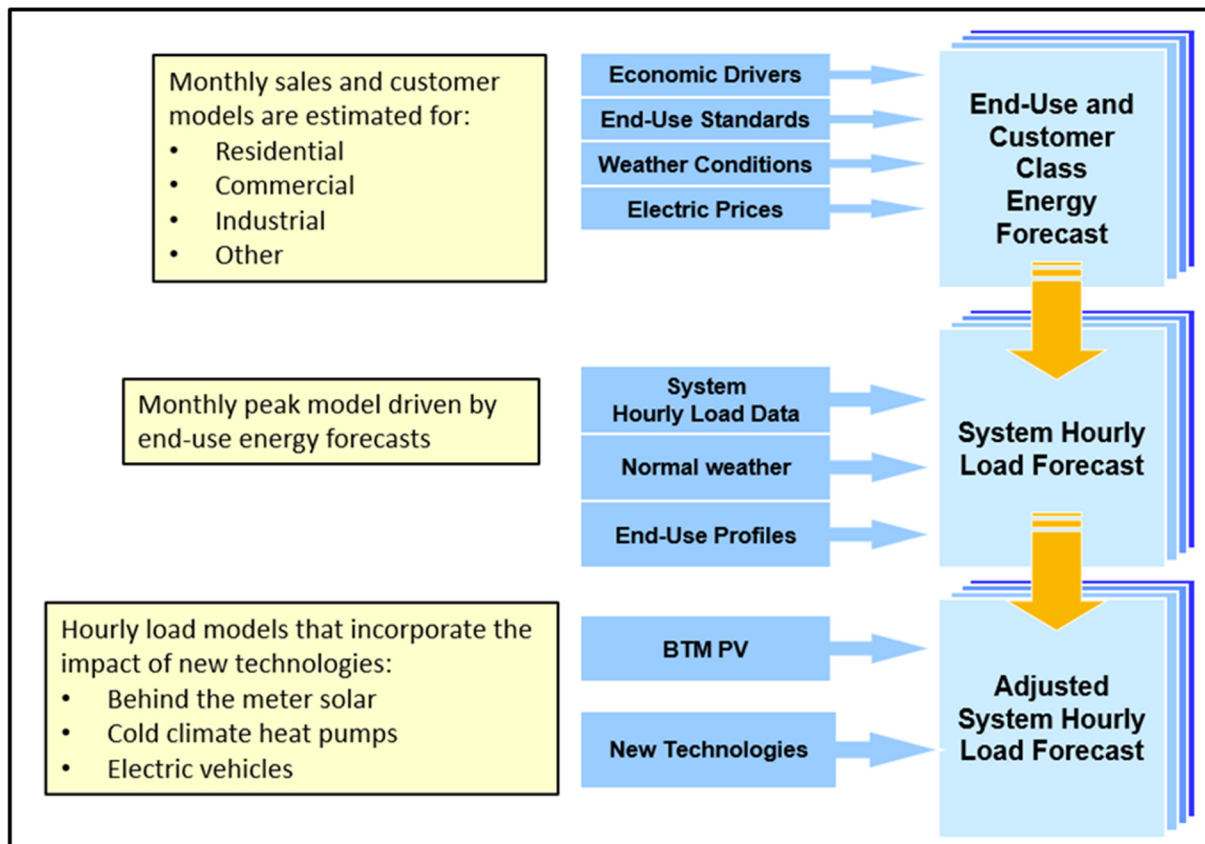 Monthly sales and customer
models are estimated for:
• Residential
• Commercial
• Industrial
• Other
Economic Drivers
End-Use Standards
Weather Conditions
Electric Prices
End-Use and
Customer
Class
Energy
Forecast
Monthly peak model driven by
end-use energy forecasts
System
Hourly Load Data
Normal weather
End-Use Profiles
System Hourly
Load Forecast
Hourly load models that incorporate the
impact of new technologies:
• Behind the meter solar
• Cold climate heat pumps
• Electric vehicles
BTM PV
New Technologies
Adjusted
System Hourly
Load Forecast